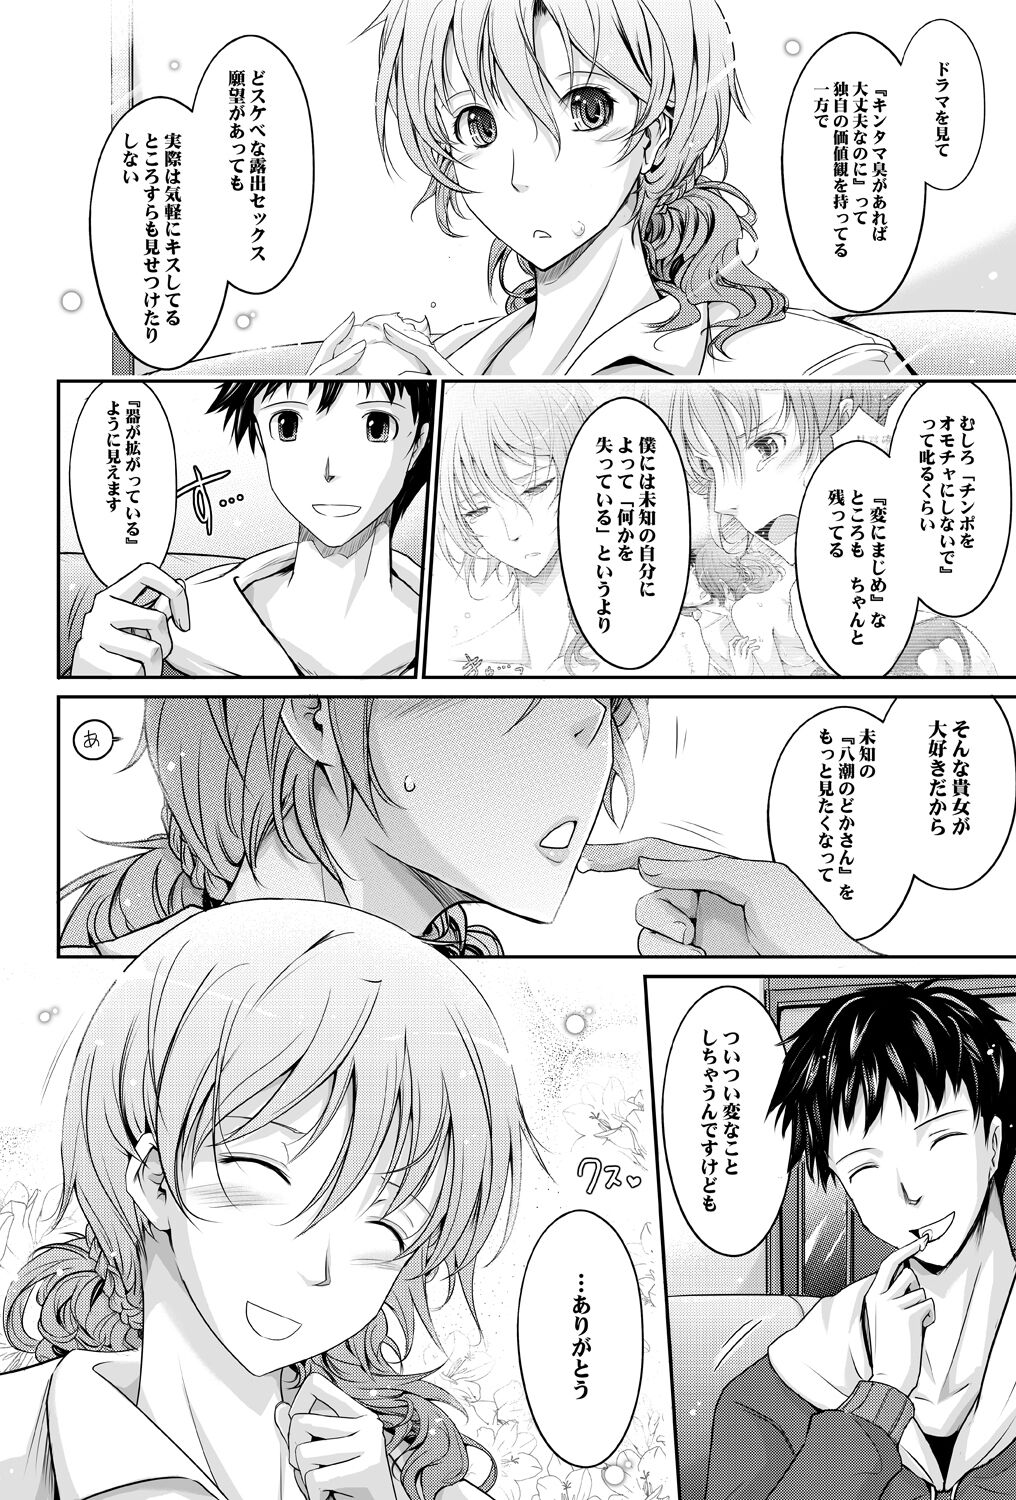 ドラマを見て
『キンタマ臭があれば
大丈夫なのに』って
独自の価値観を持ってる
一方で
どスケベな露出セックス
願望があっても
実際は気軽にキスしてる
ところすらも見せつけたり
しない
むしろ「チンポを
オモチャにしないで』
って叱るくらい
『変にまじめ』な
ところも ちゃんと
残ってる
僕には未知の自分に
よって「何かを
失っている」というより
『器が拡がっている』
ように見えます
す…
そんな貴女が
大好きだから
未知の
『八潮のどかさん』を
もっと見たくなって
あ
ついつい変なこと
しちゃうんですけども
クス♡
…ありがとう